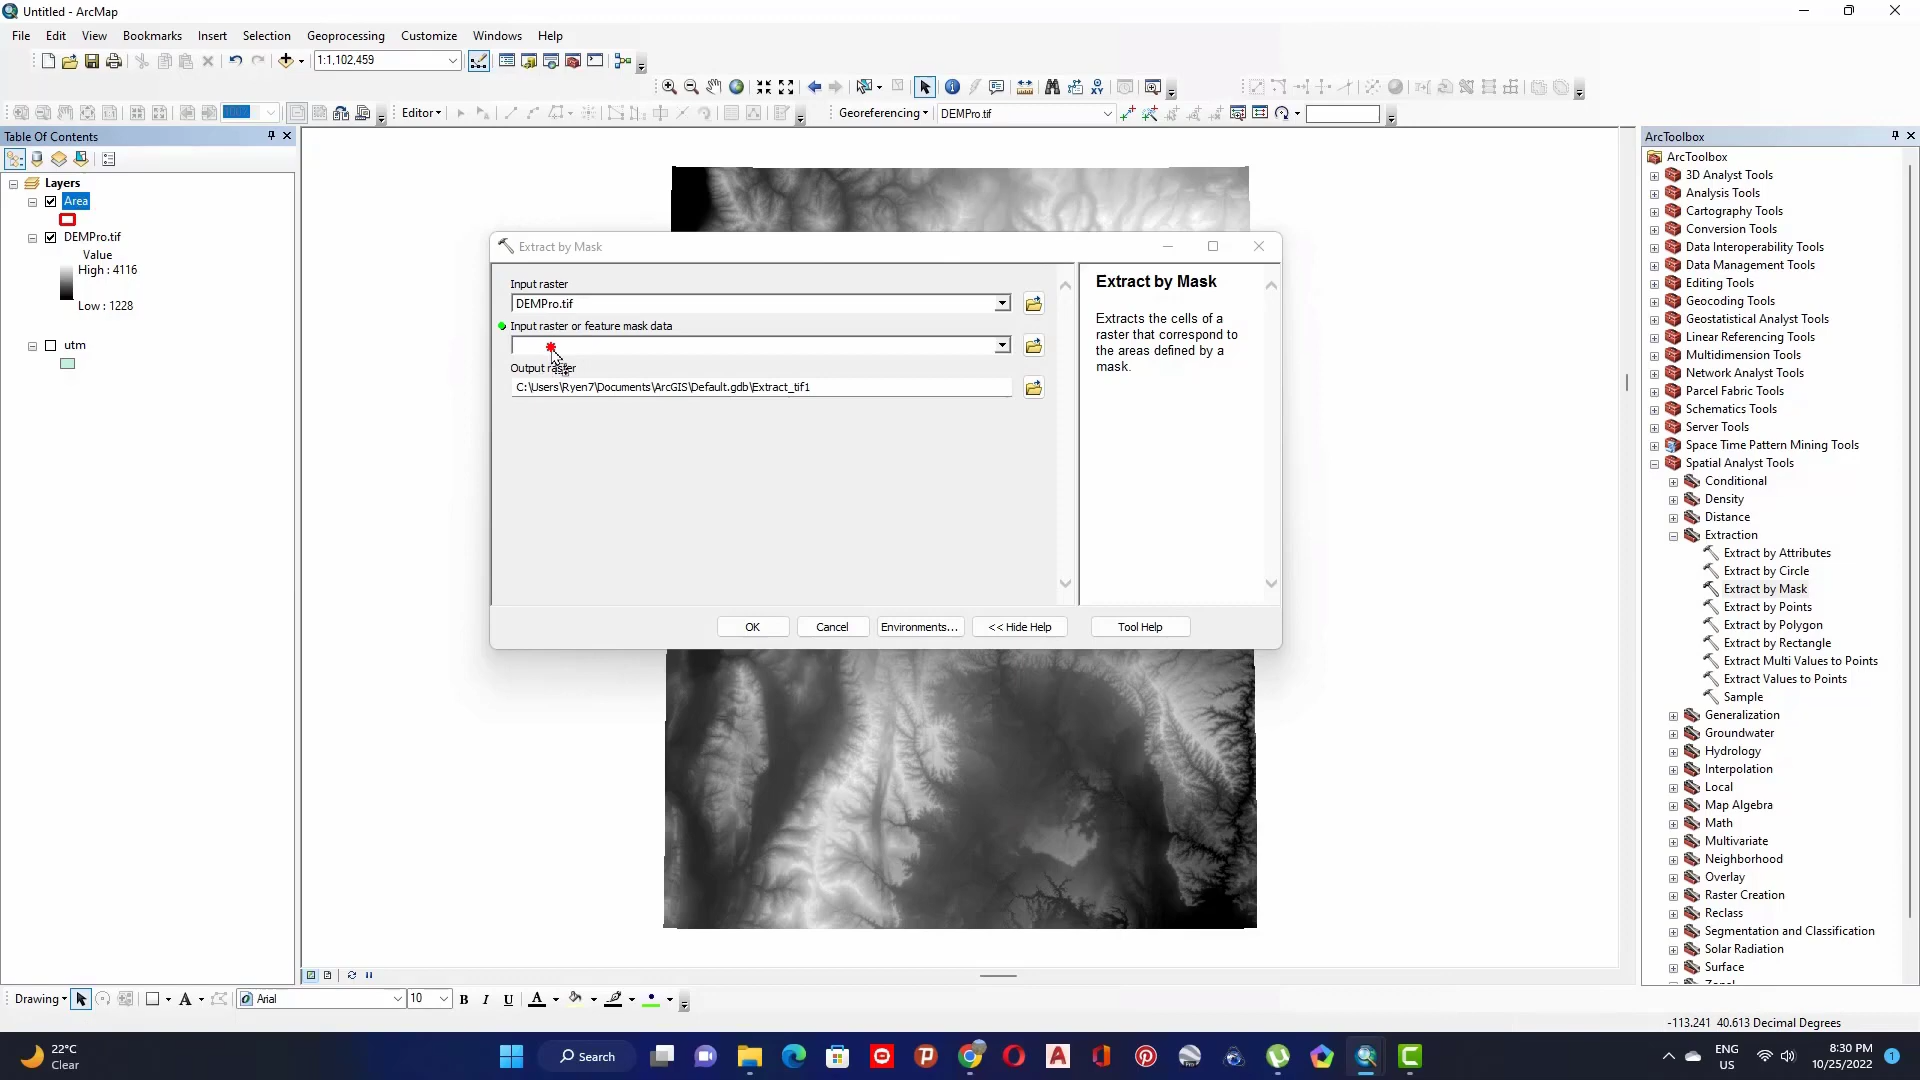 Untitled - ArcMap
File Edit View Bookmarks Insert Selection Geoprocessing Customize Windows Help
1:1,102,459
Editor Georeferencing DEMPro.tif
Table Of Contents
Layers
Area
DEMPro.tif
Value
High : 4116
Low : 1228
utm
Extract by Mask
Input raster
DEMPro.tif
Input raster or feature mask data
Output raster
C:\Users\Ryen7\Documents\ArcGIS\Default.gdb\Extract_tif1
Extract by Mask
Extracts the cells of a
raster that correspond to
the areas defined by a
mask.
OK Cancel Environments... << Hide Help Tool Help
ArcToolbox
ArcToolbox
3D Analyst Tools
Analysis Tools
Cartography Tools
Conversion Tools
Data Interoperability Tools
Data Management Tools
Editing Tools
Geocoding Tools
Geostatistical Analyst Tools
Linear Referencing Tools
Multidimension Tools
Network Analyst Tools
Parcel Fabric Tools
Schematics Tools
Server Tools
Space Time Pattern Mining Tools
Spatial Analyst Tools
Conditional
Density
Distance
Extraction
Extract by Attributes
Extract by Circle
Extract by Mask
Extract by Points
Extract by Polygon
Extract by Rectangle
Extract Multi Values to Points
Extract Values to Points
Sample
Generalization
Groundwater
Hydrology
Interpolation
Local
Map Algebra
Math
Multivariate
Neighborhood
Overlay
Raster Creation
Reclass
Segmentation and Classification
Solar Radiation
Surface
Drawing A Arial 10 B I U A
-113.241 40.613 Decimal Degrees
22°C
Clear
Search
ENG
US
8:30 PM
10/25/2022
1